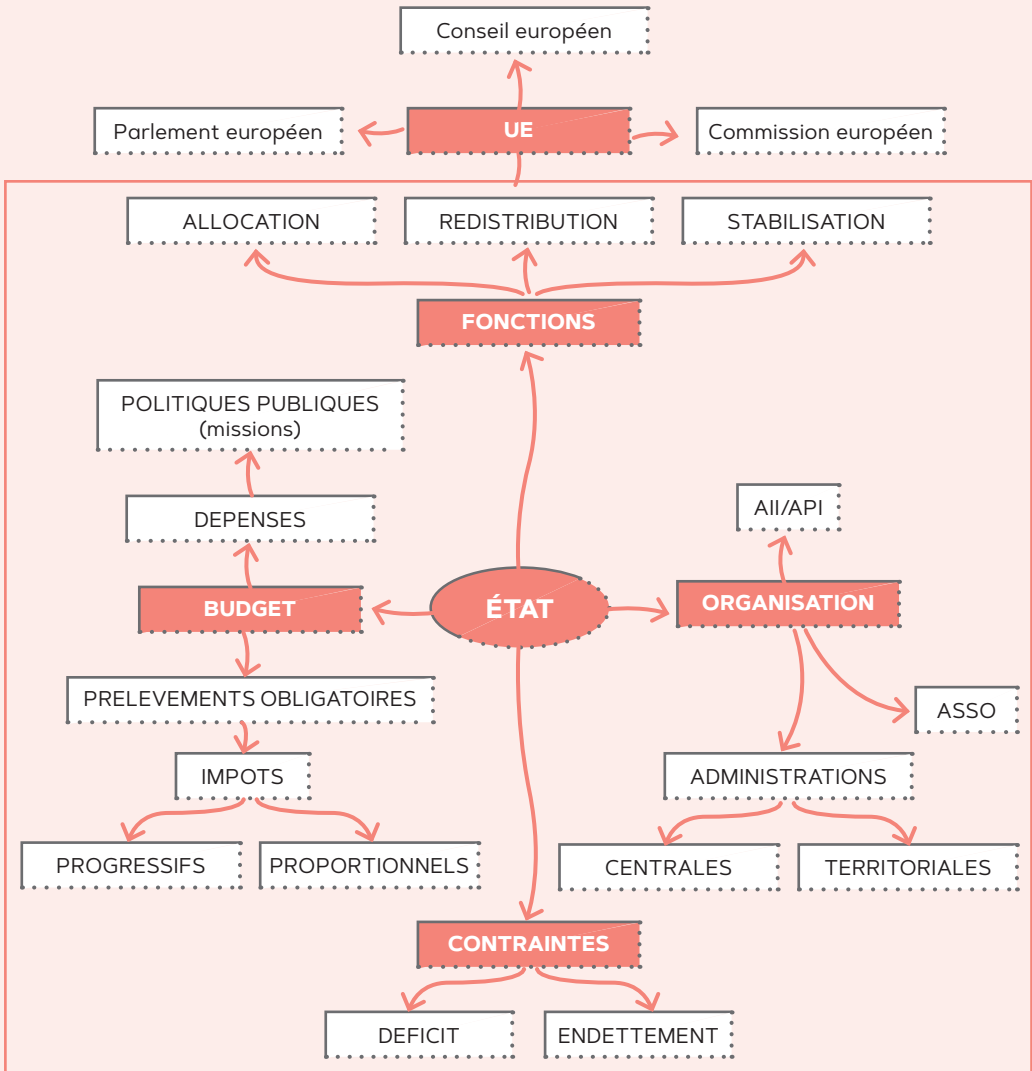 Conseil européen
Parlement européen
UE
Commission européen
ALLOCATION
REDISTRIBUTION
STABILISATION
FONCTIONS
POLITIQUES PUBLIQUES
(missions)
DEPENSES
AII/API
BUDGET
ÉTAT
ORGANISATION
PRELEVEMENTS OBLIGATOIRES
ASSO
IMPOTS
ADMINISTRATIONS
PROGRESSIFS
PROPORTIONNELS
CENTRALES
TERRITORIALES
CONTRAINTES
DEFICIT
ENDETTEMENT